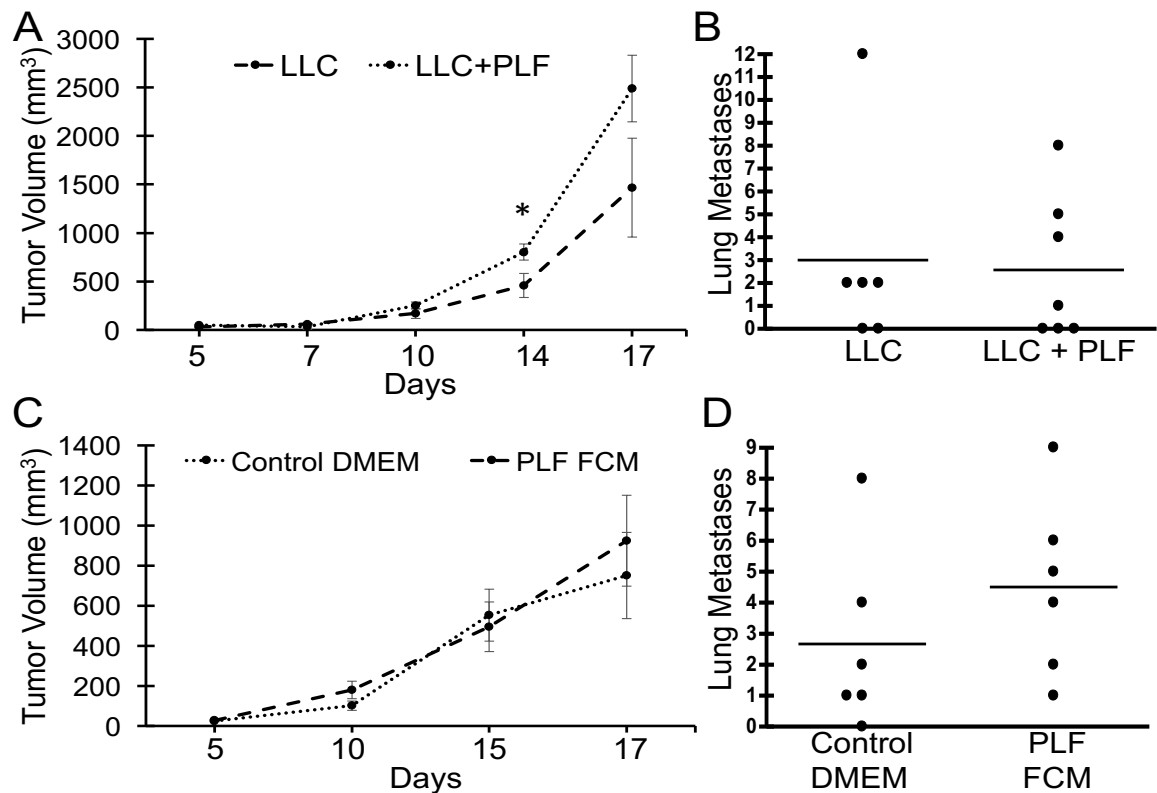 A
Tumor Volume (mm³)
3000
2500
2000
1500
1000
500
0
LLC
LLC+PLF
*
5
7
10
14
17
Days
B
Lung Metastases
12
11
10
9
8
7
6
5
4
3
2
1
0
LLC
LLC + PLF
C
Tumor Volume (mm³)
1400
1200
1000
800
600
400
200
0
Control DMEM
PLF FCM
5
10
15
17
Days
D
Lung Metastases
9
8
7
6
5
4
3
2
1
0
Control
DMEM
PLF
FCM